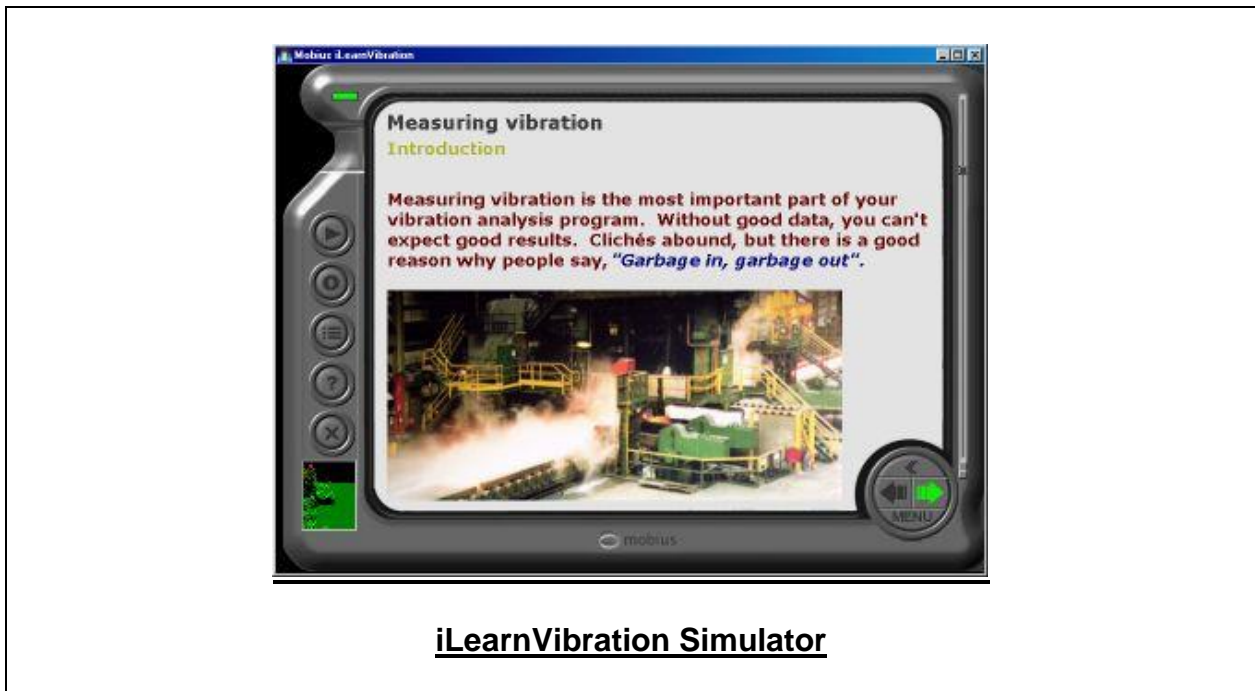 Mobius iLearnVibration
Measuring vibration
Introduction
Measuring vibration is the most important part of your
vibration analysis program. Without good data, you can't
expect good results. Clichés abound, but there is a good
reason why people say, "Garbage in, garbage out".
MENU
mobius
iLearnVibration Simulator